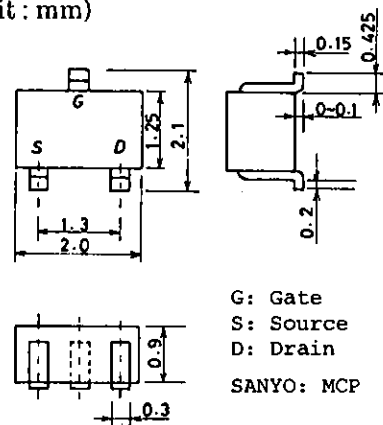 it : mm)
0.15
0.425
G
S D
1.25
2.1
0~0.1
0.2
1.3
2.0
G: Gate
S: Source
D: Drain
SANYO: MCP
0.9
0.3